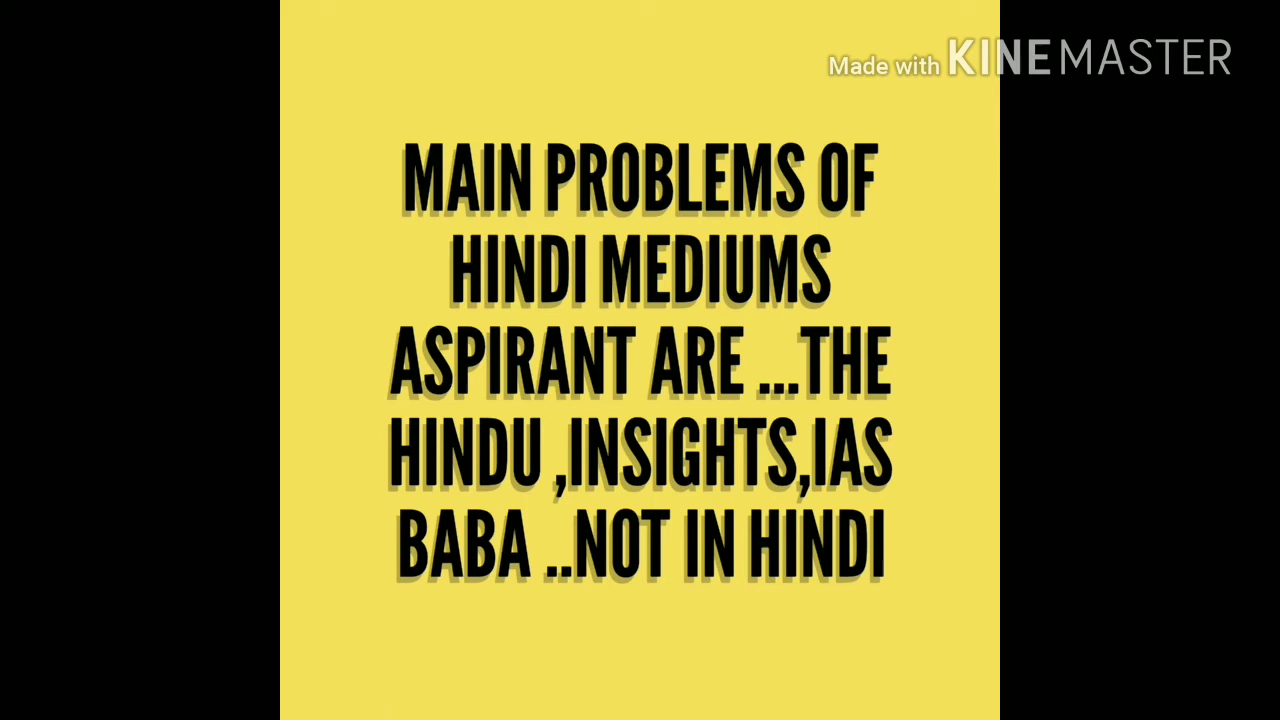 Made with KINEMASTER
MAIN PROBLEMS OF
HINDI MEDIUMS
ASPIRANT ARE ...THE
HINDU ,INSIGHTS,IAS
BABA ..NOT IN HINDI